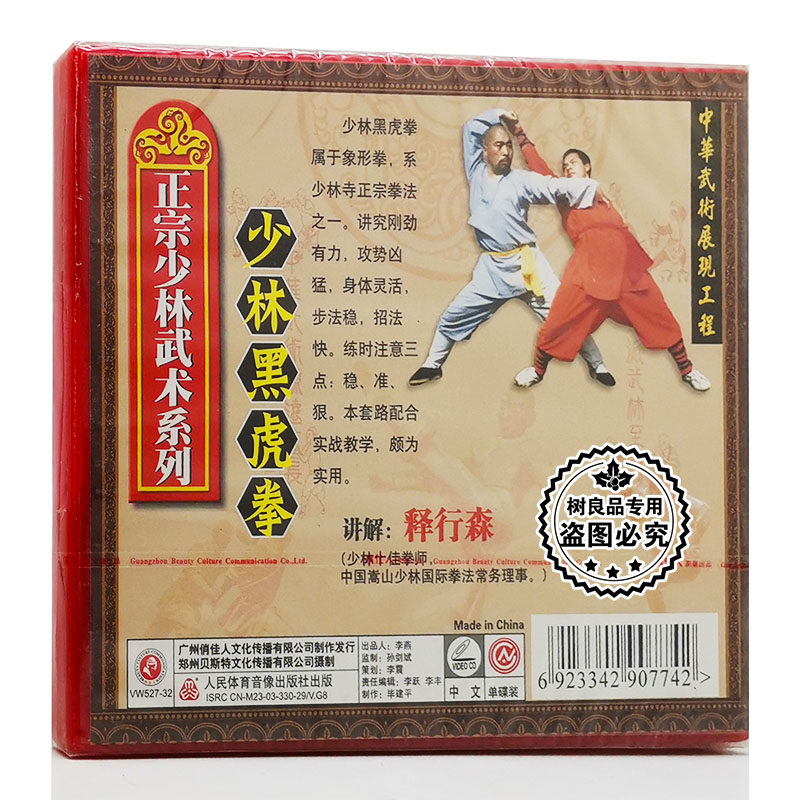 正宗少林武术系列
少林黑虎拳
少林黑虎拳
属于象形拳，系
少林寺正宗拳法
之一。讲究刚劲
有力，攻势凶
猛，身体灵活，
步法稳，招法
快。练时注意三
点：稳、准、
狠。本套路配合
实战教学，颇为
实用。
中華武術展現工程
讲解：释行森
（少林十佳拳师，
中国嵩山少林国际拳法常务理事。）
Guangzhou Beauty Culture Communication Co.,Ltd.
树良品专用
盗图必究
Made in China
VW527-32
广州俏佳人文化传播有限公司制作发行
郑州贝斯特文化传播有限公司摄制
人民体育音像出版社出版
ISRC CN-M23-03-330-29/V.G8
出品人：李燕
监制：孙剑斌
策划：李震
责任编辑：李跃 李丰
制作：毕建平
VIDEO CD
中文
单碟装
6 923342 907742 >